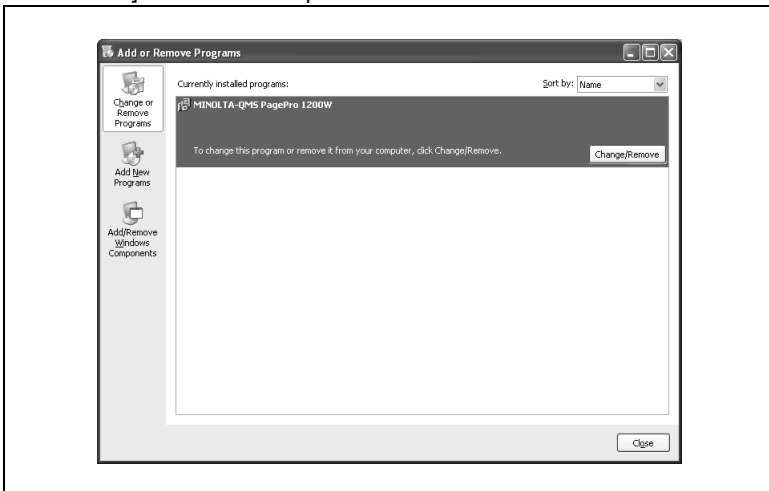 Add or Remove Programs
Change or
Remove
Programs
Currently installed programs:
Sort by: Name
MINOLTA-QMS PagePro 1200W
To change this program or remove it from your computer, click Change/Remove.
Change/Remove
Add New
Programs
Add/Remove
Windows
Components
Close